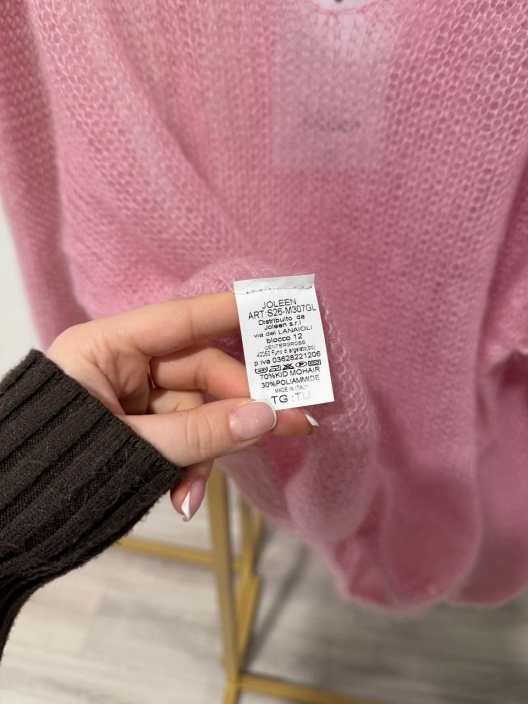 JOLEEN
ART.S26-M307GL
Distribuito da
Joleen s.r.l
via dei LANAIOLI
blocco 12
CENTERGROSS
40050 Funo di argelato(bo)
p.iva 03628221206
70%KID MOHAIR
30%POLIAMMIDE
MADE IN ITALY
TG :TU